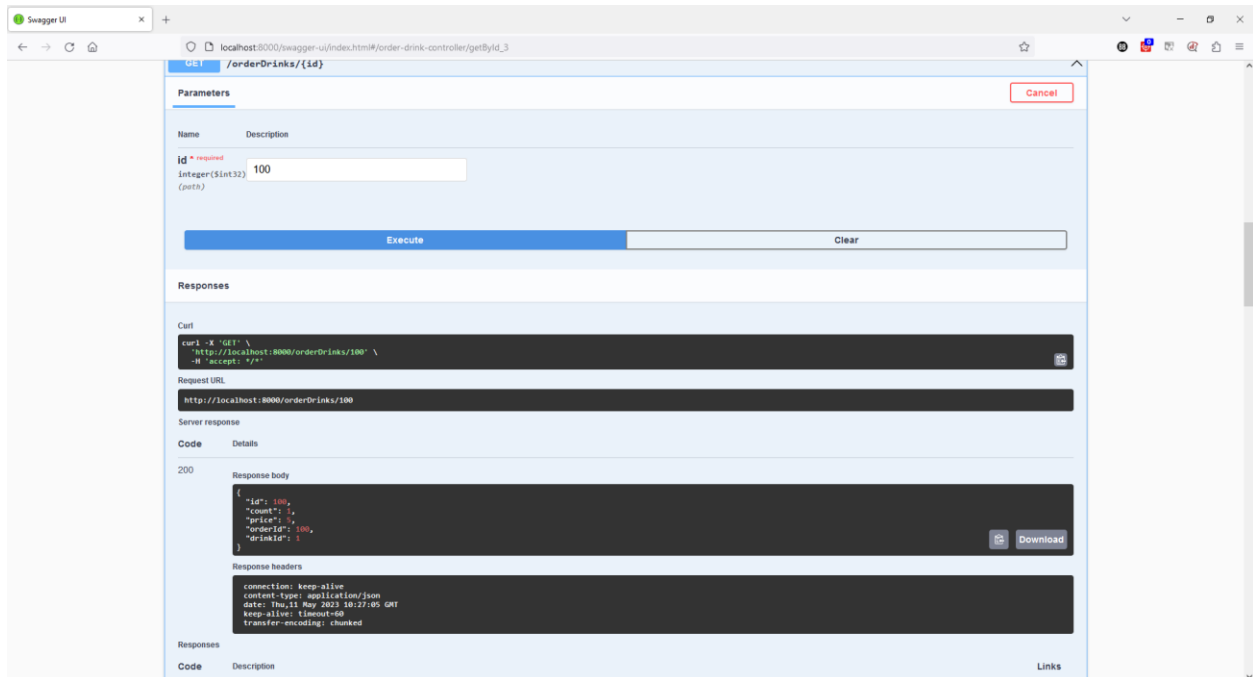 Swagger UI
localhost:8000/swagger-ui/index.html#/order-drink-controller/getById_3
GET /orderDrinks/{id}
Parameters
Cancel
Name Description
id * required
integer($int32)
(path)
100
Execute Clear
Responses
Curl
curl -X 'GET' \
'http://localhost:8000/orderDrinks/100' \
-H 'accept: */*'
Request URL
http://localhost:8000/orderDrinks/100
Server response
Code Details
200
Response body
{
"id": 100,
"count": 1,
"price": 5,
"orderId": 100,
"drinkId": 1
}
Download
Response headers
connection: keep-alive
content-type: application/json
date: Thu,11 May 2023 10:27:05 GMT
keep-alive: timeout=60
transfer-encoding: chunked
Responses
Code Description Links